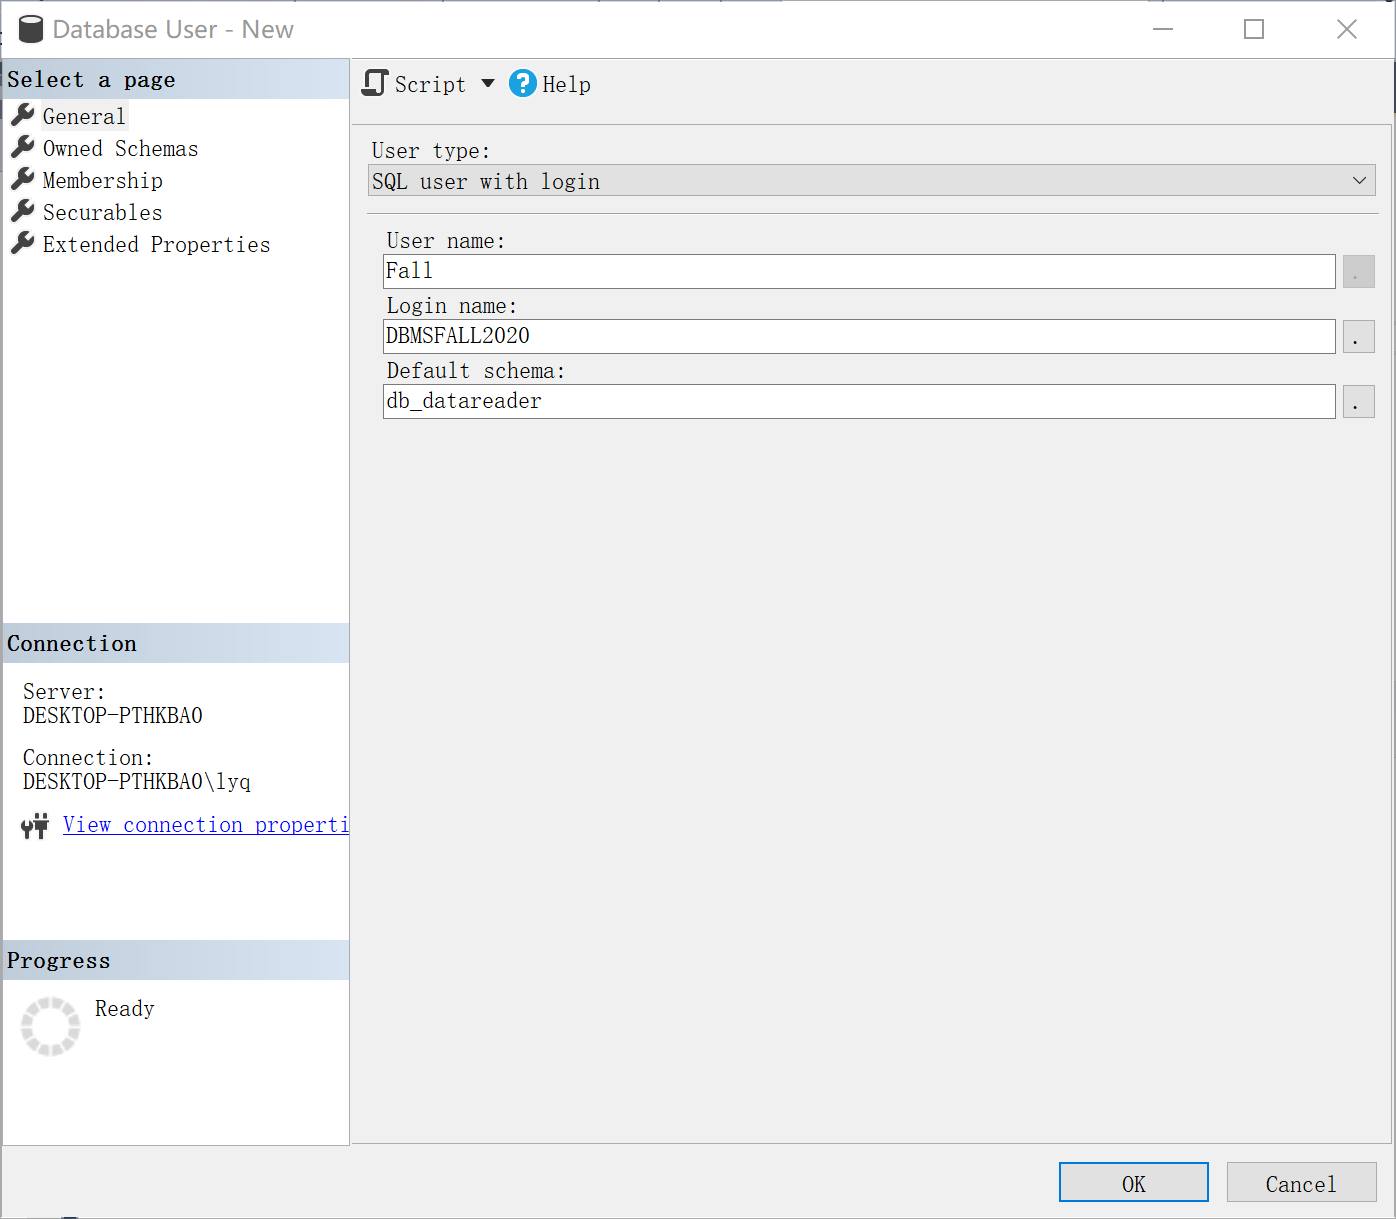 Database User - New
Select a page
General
Owned Schemas
Membership
Securables
Extended Properties
Script
Help
User type:
SQL user with login
User name:
Fall
.
Login name:
DBMSFALL2020
.
Default schema:
db_datareader
.
Connection
Server:
DESKTOP-PTHKBA0
Connection:
DESKTOP-PTHKBA0\lyq
View connection properti
Progress
Ready
OK
Cancel